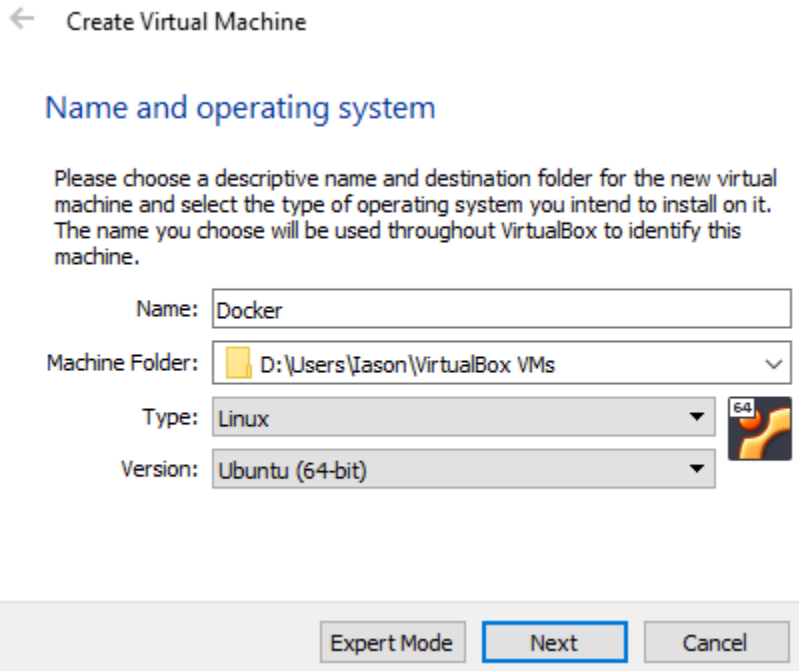 Create Virtual Machine
Name and operating system
Please choose a descriptive name and destination folder for the new virtual
machine and select the type of operating system you intend to install on it.
The name you choose will be used throughout VirtualBox to identify this
machine.
Name: Docker
Machine Folder: D:\Users\Iason\VirtualBox VMs
Type: Linux
64
Version: Ubuntu (64-bit)
Expert Mode Next Cancel